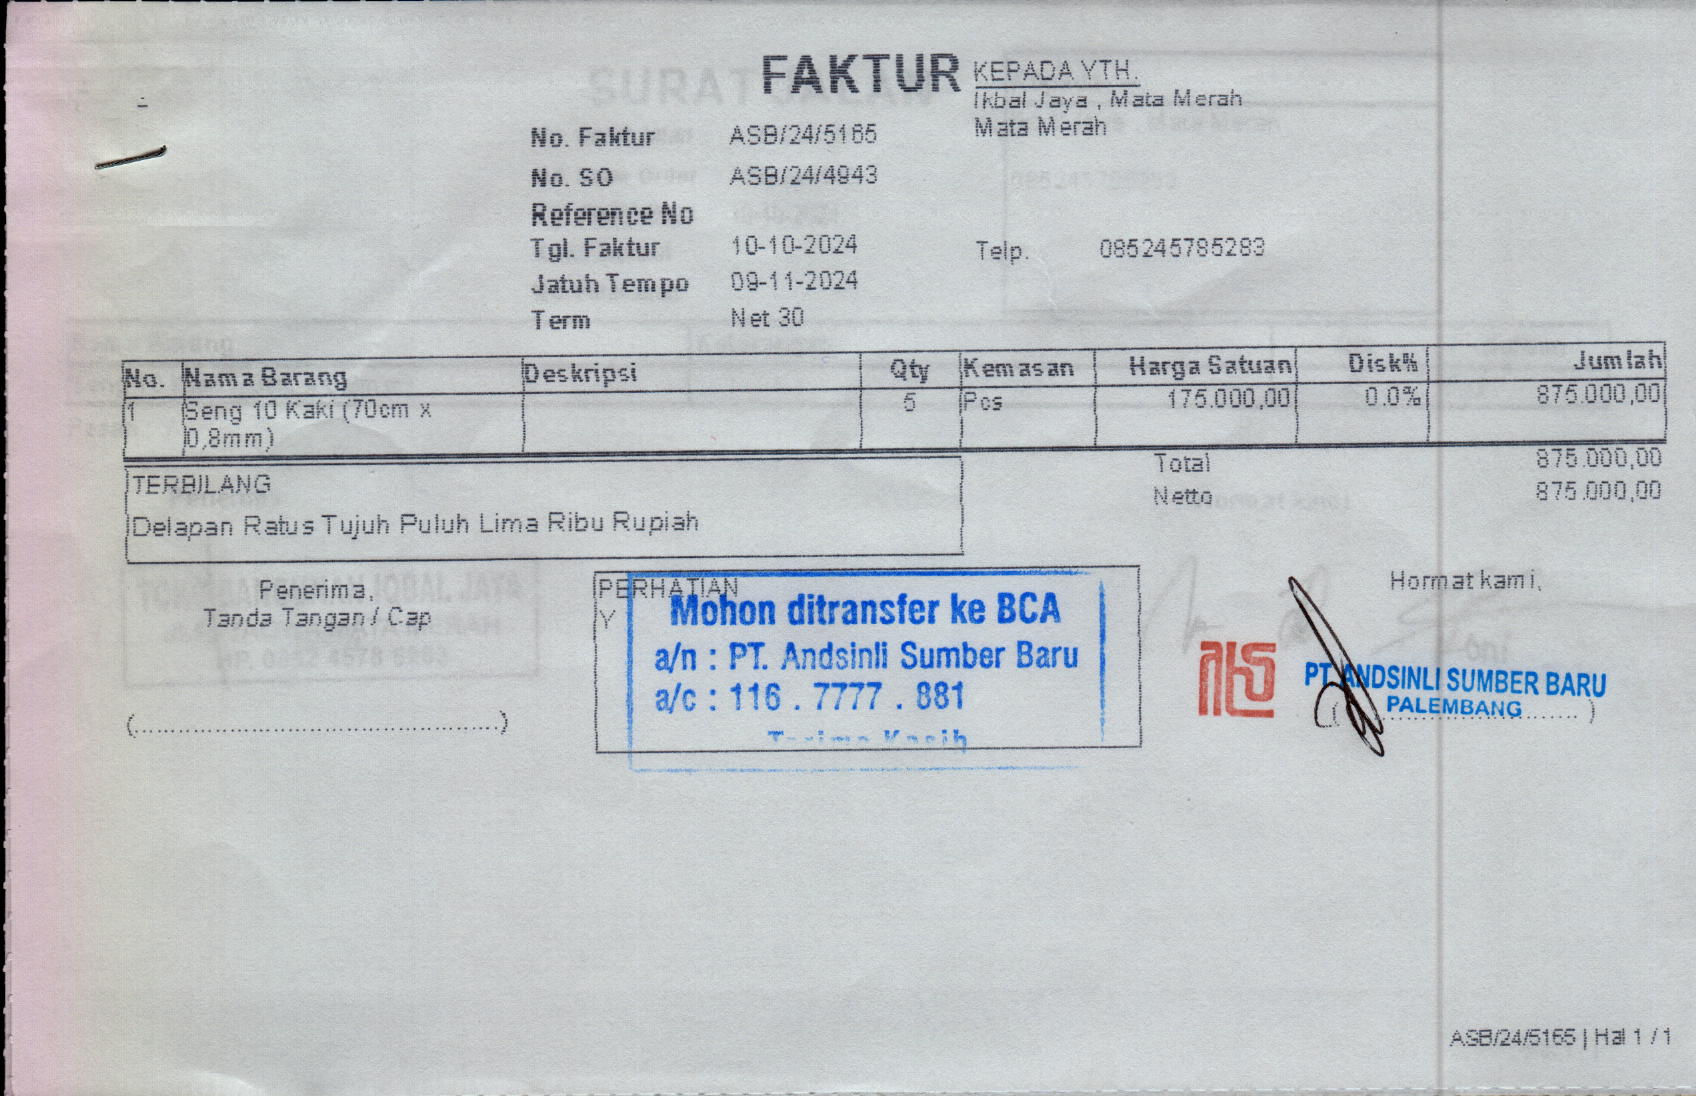 FAKTUR
KEPADA YTH.
Ikbal Jaya , Mata Merah
Mata Merah
No. Faktur ASB/24/5165
No. SO ASB/24/4943
Reference No
Tgl. Faktur 10-10-2024
Telp. 085245785283
Jatuh Tempo 09-11-2024
Term Net 30
No. Nama Barang Deskripsi Qty Kemasan Harga Satuan Disk% Jumlah
1 Seng 10 Kaki (70cm x 5 Pcs 175.000,00 0.0% 875.000,00
0,8mm)
Total 875.000,00
Netto 875.000,00
TERBILANG
Delapan Ratus Tujuh Puluh Lima Ribu Rupiah
Penerima,
Tanda Tangan / Cap
(............................................)
PERHATIAN
Y
Mohon ditransfer ke BCA
a/n : PT. Andsinli Sumber Baru
a/c : 116 . 7777 . 881
Terima Kasih
Hormat kami,
PT ANDSINLI SUMBER BARU
PALEMBANG
ASB/24/5165 | Hal 1 / 1